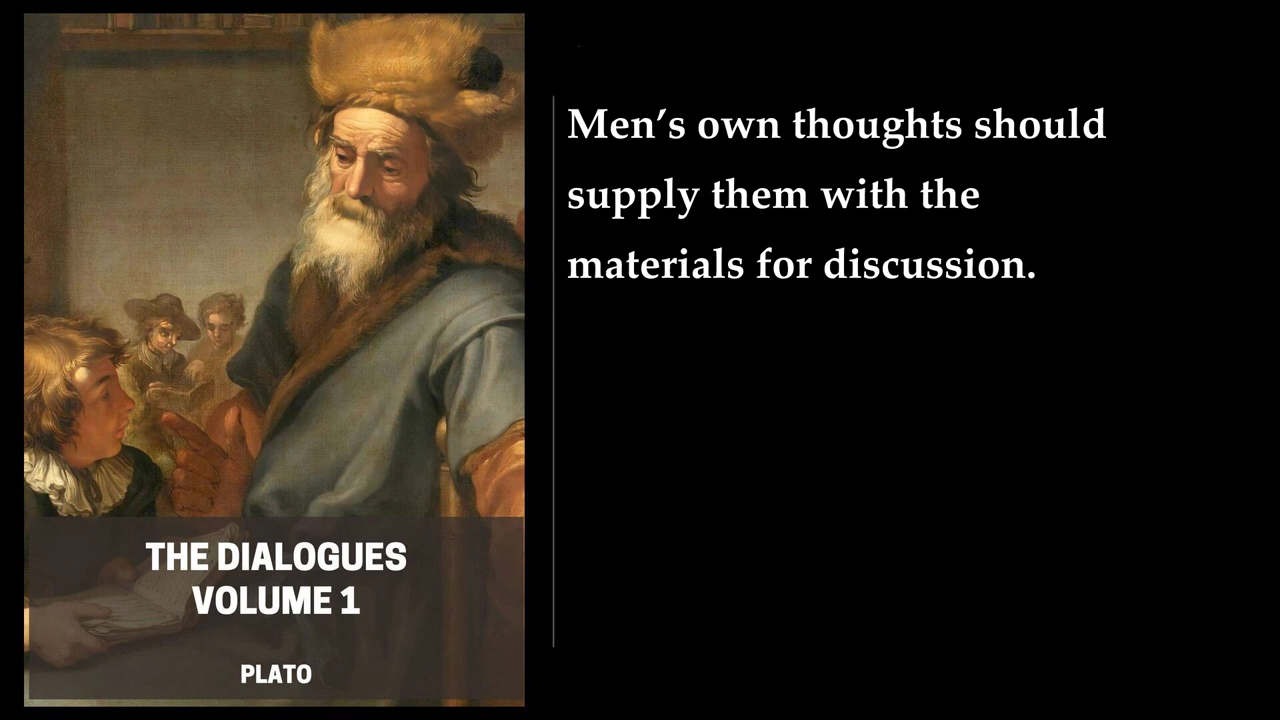 Men’s own thoughts should
supply them with the
materials for discussion.
THE DIALOGUES
VOLUME 1
PLATO